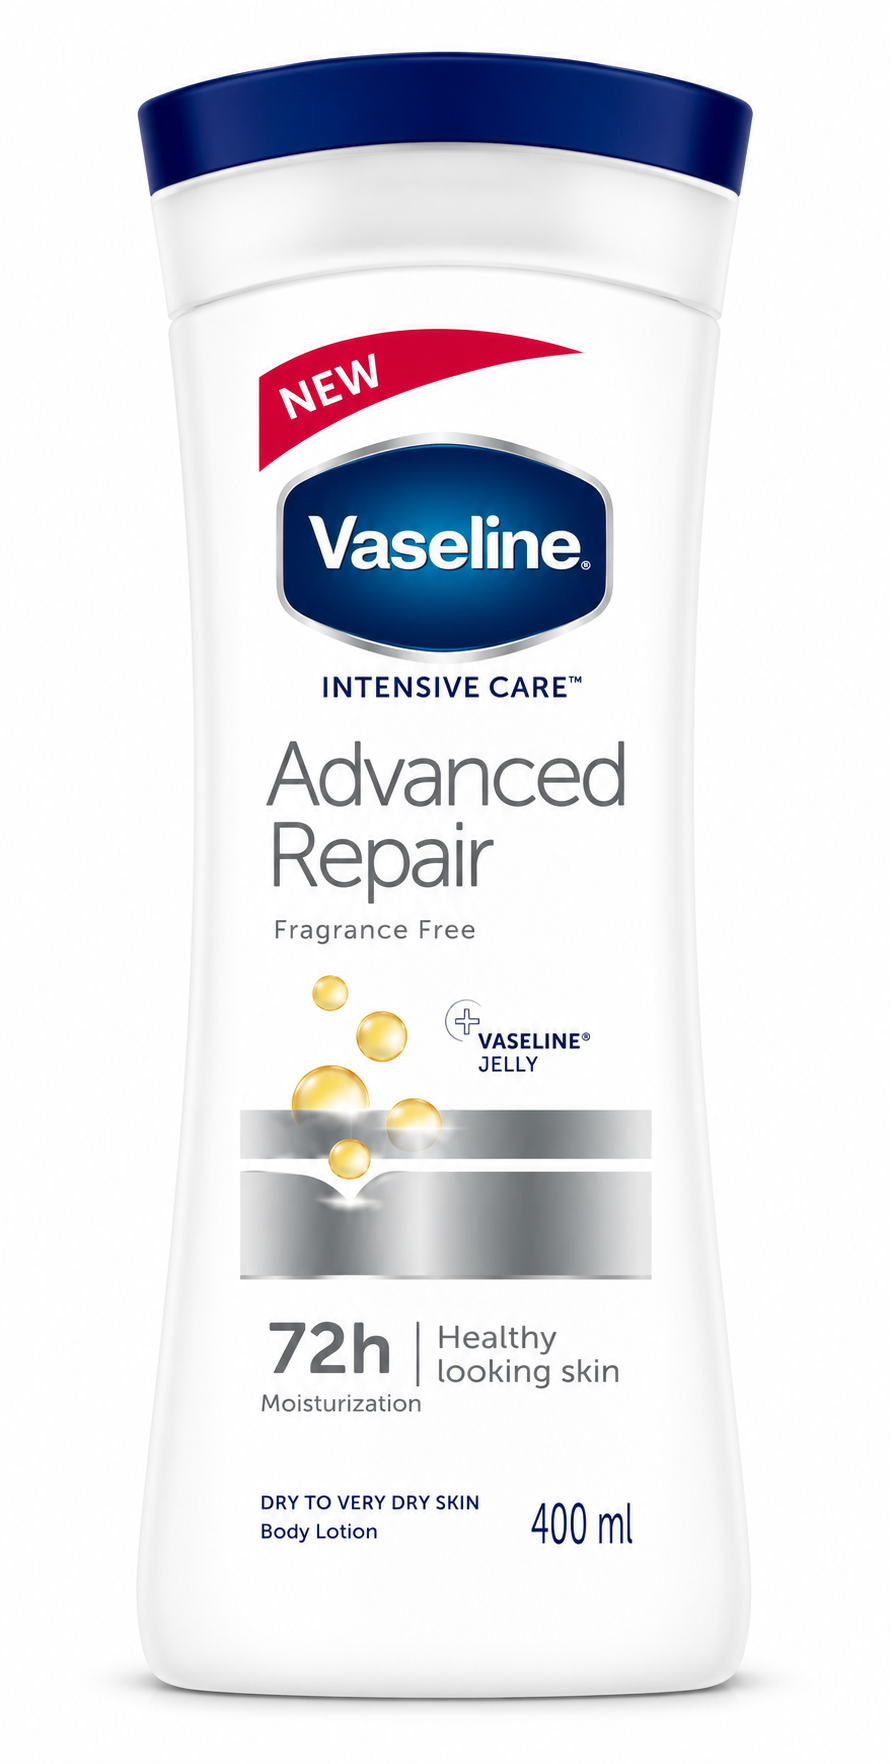 NEW
Vaseline®
INTENSIVE CARE™
Advanced
Repair
Fragrance Free
VASELINE®
JELLY
72h
Moisturization
Healthy
looking skin
DRY TO VERY DRY SKIN
Body Lotion
400 ml